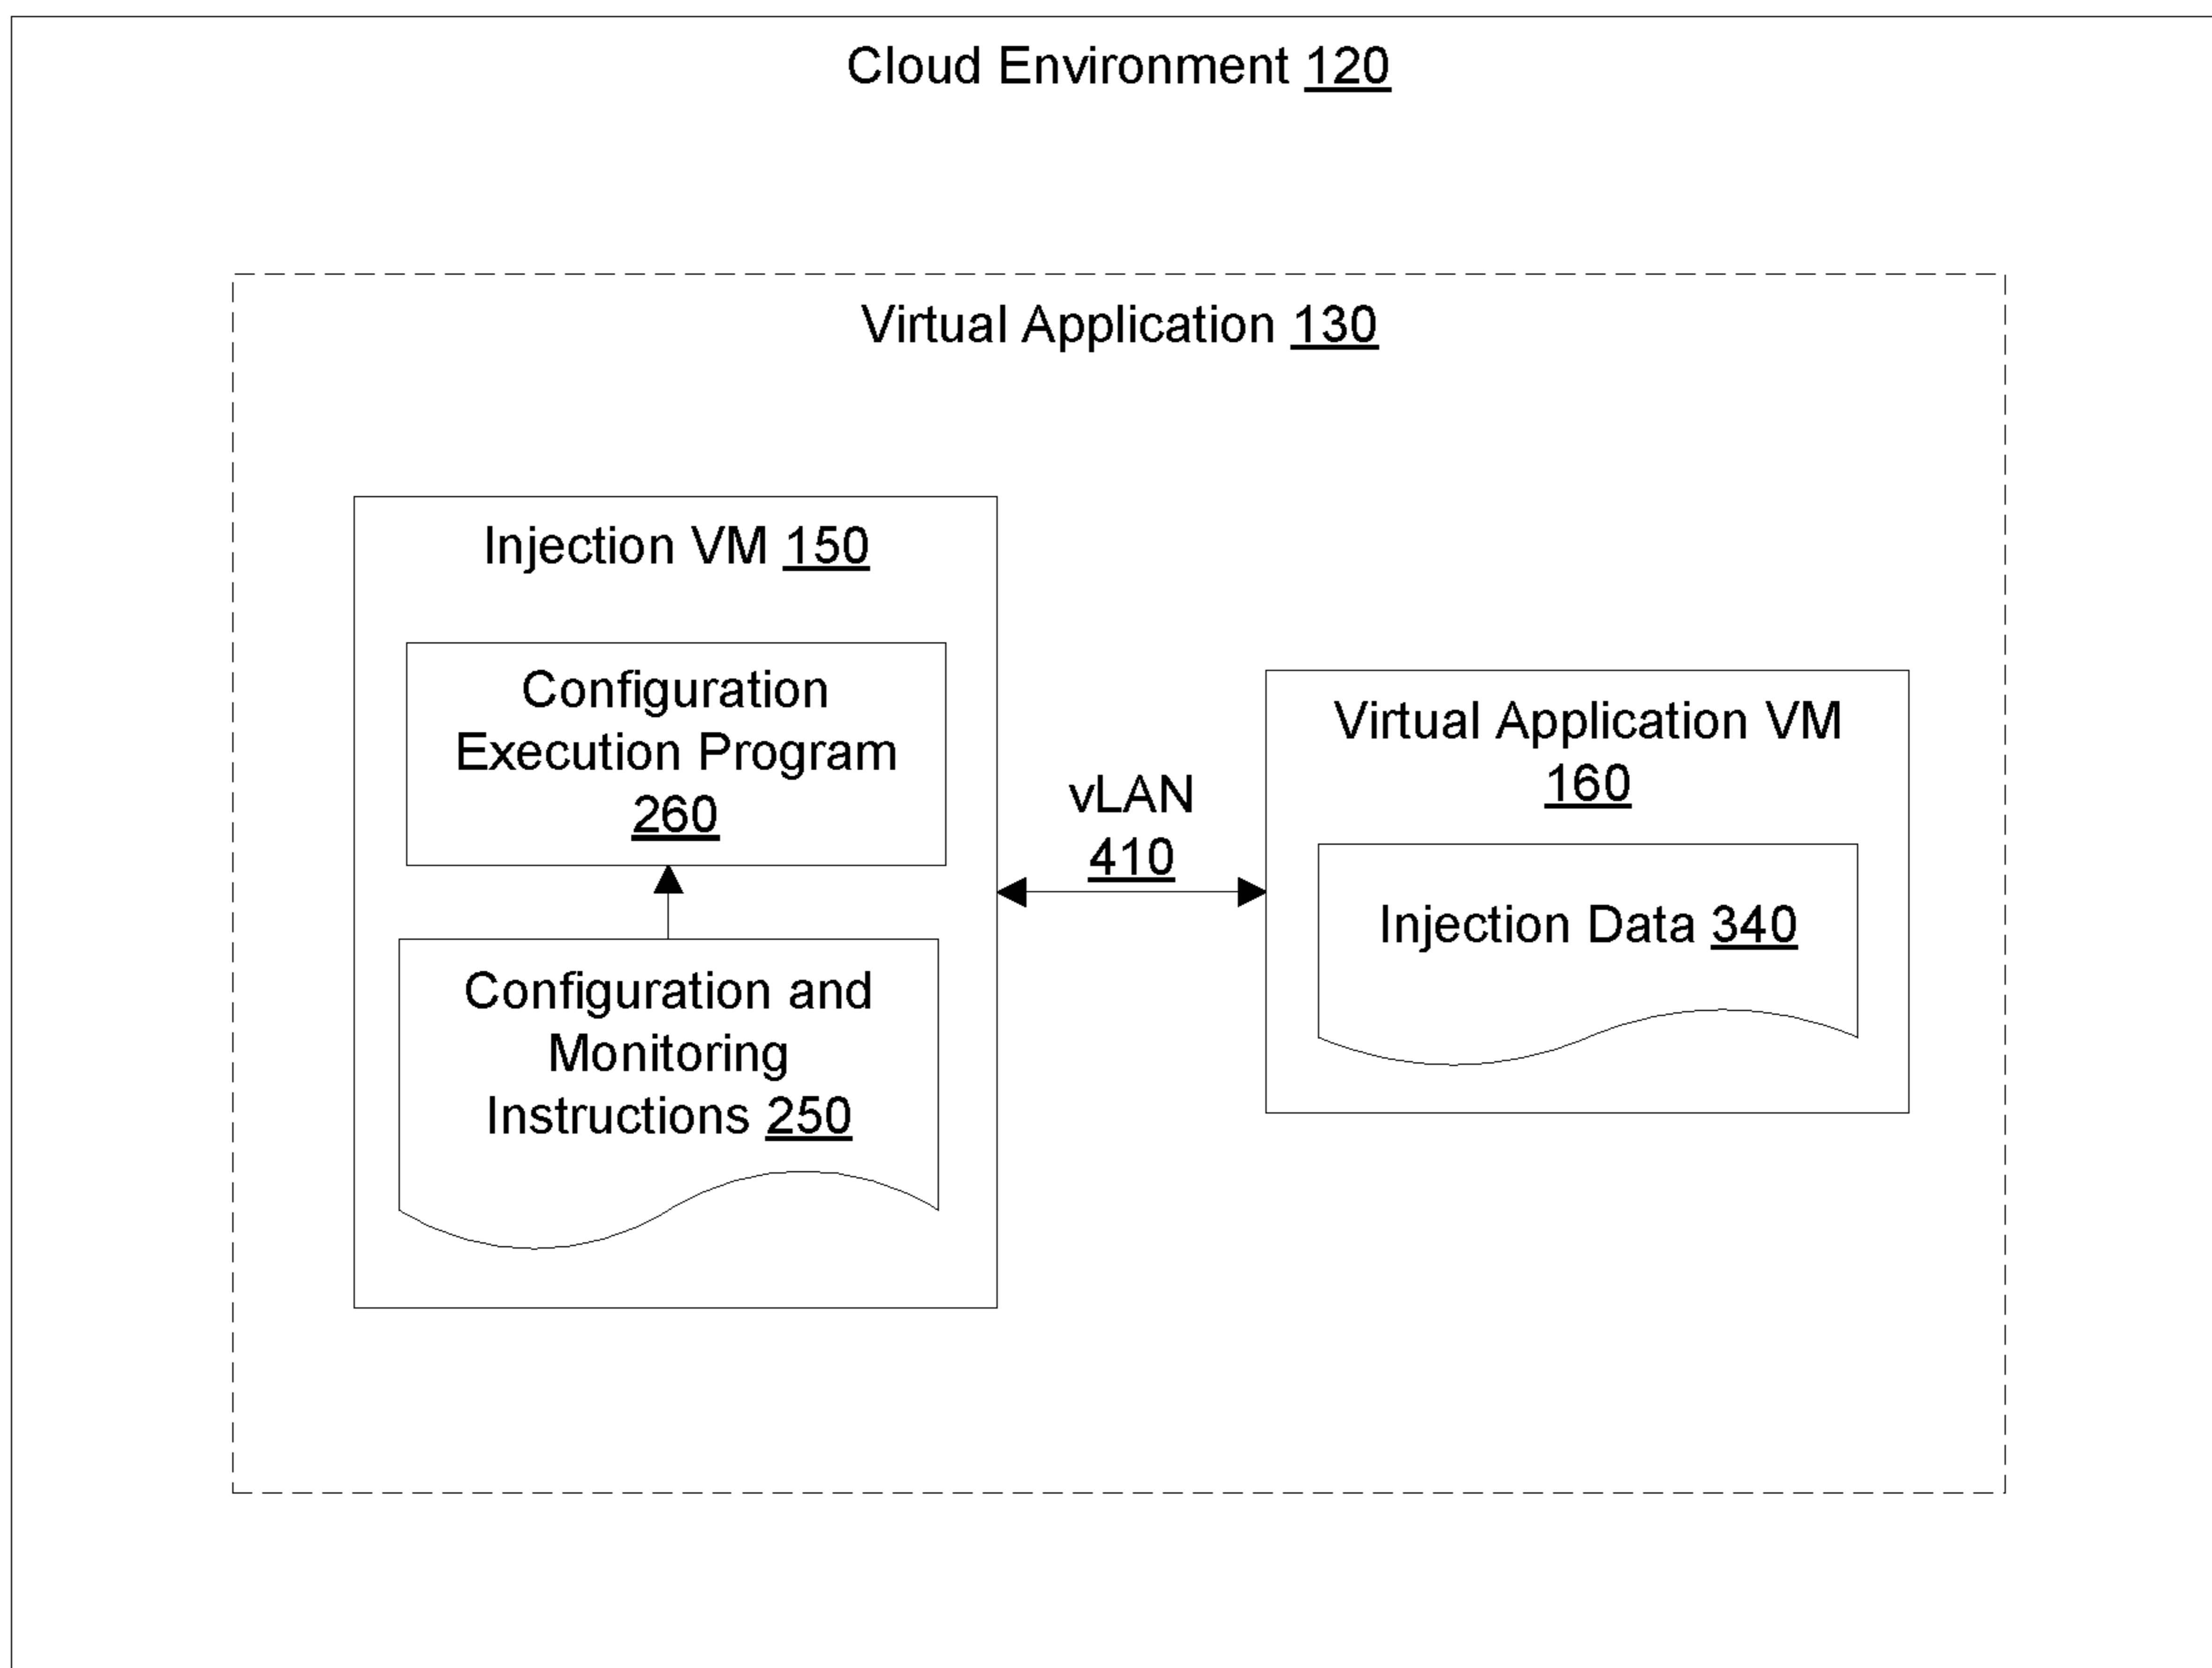 Cloud Environment 120
Virtual Application 130
Injection VM 150
Configuration
Execution Program
260
Configuration and
Monitoring
Instructions 250
vLAN
410
Virtual Application VM
160
Injection Data 340